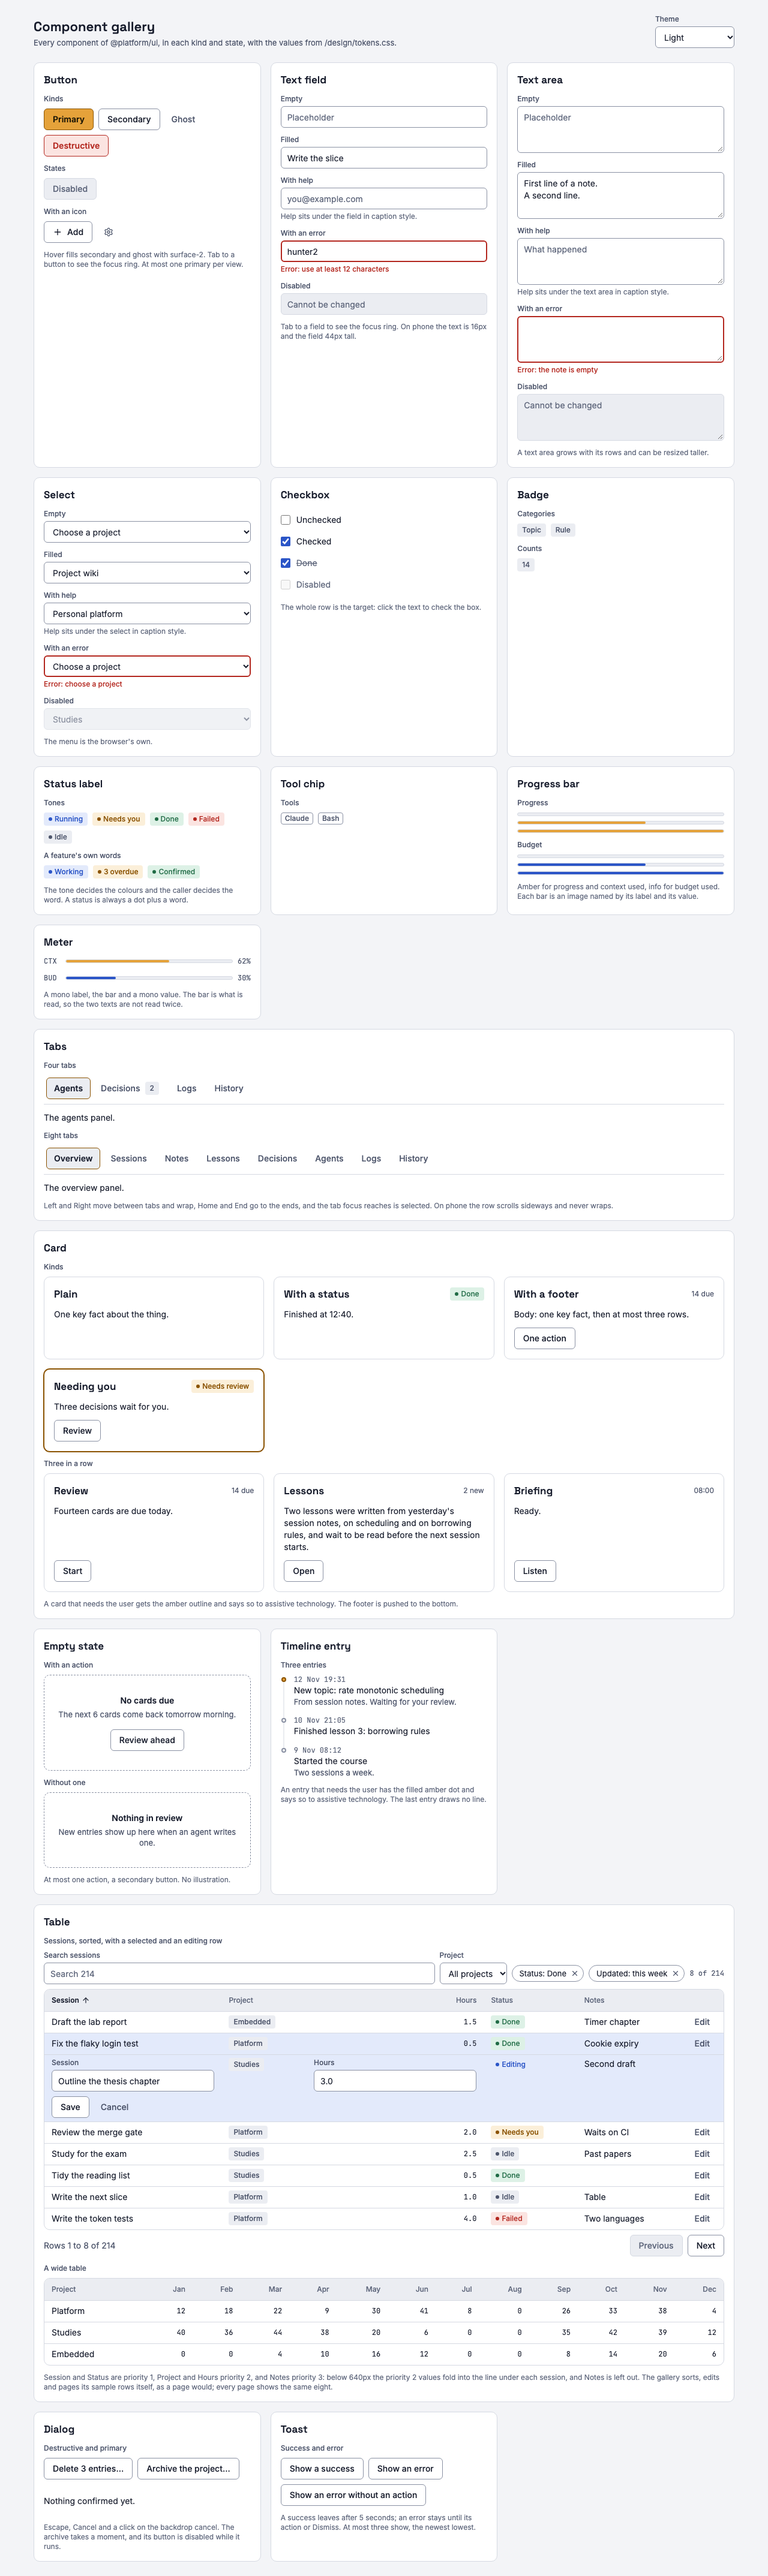 Component gallery
Every component of @platform/ui, in each kind and state, with the values from /design/tokens.css.
Theme
Light
Button
Kinds
Primary
Secondary
Ghost
Destructive
States
Disabled
With an icon
Add
Hover fills secondary and ghost with surface-2. Tab to a
button to see the focus ring. At most one primary per view.
Text field
Empty
Placeholder
Filled
Write the slice
With help
you@example.com
Help sits under the field in caption style.
With an error
hunter2
Error: use at least 12 characters
Disabled
Cannot be changed
Tab to a field to see the focus ring. On phone the text is 16px
and the field 44px tall.
Text area
Empty
Placeholder
Filled
First line of a note.
A second line.
With help
What happened
Help sits under the text area in caption style.
With an error
Error: the note is empty
Disabled
Cannot be changed
A text area grows with its rows and can be resized taller.
Select
Empty
Choose a project
Filled
Project wiki
With help
Personal platform
Help sits under the select in caption style.
With an error
Choose a project
Error: choose a project
Disabled
Studies
The menu is the browser's own.
Checkbox
Unchecked
Checked
Done
Disabled
The whole row is the target: click the text to check the box.
Badge
Categories
Topic Rule
Counts
14
Status label
Tones
Running Needs you Done Failed
Idle
A feature's own words
Working 3 overdue Confirmed
The tone decides the colours and the caller decides the
word. A status is always a dot plus a word.
Tool chip
Tools
Claude Bash
Progress bar
Progress
Budget
Amber for progress and context used, info for budget used.
Each bar is an image named by its label and its value.
Meter
CTX 62%
BUD 30%
A mono label, the bar and a mono value. The bar is what is
read, so the two texts are not read twice.
Tabs
Four tabs
Agents Decisions 2 Logs History
The agents panel.
Eight tabs
Overview Sessions Notes Lessons Decisions Agents Logs History
The overview panel.
Left and Right move between tabs and wrap, Home and End go to the ends, and the tab focus reaches is selected. On phone the row scrolls sideways and never wraps.
Card
Kinds
Plain
One key fact about the thing.
With a status
Done
Finished at 12:40.
With a footer
14 due
Body: one key fact, then at most three rows.
One action
Needing you
Needs review
Three decisions wait for you.
Review
Three in a row
Review
14 due
Fourteen cards are due today.
Start
Lessons
2 new
Two lessons were written from yesterday's
session notes, on scheduling and on borrowing
rules, and wait to be read before the next session
starts.
Open
Briefing
08:00
Ready.
Listen
A card that needs the user gets the amber outline and says so to assistive technology. The footer is pushed to the bottom.
Empty state
With an action
No cards due
The next 6 cards come back tomorrow morning.
Review ahead
Without one
Nothing in review
New entries show up here when an agent writes
one.
At most one action, a secondary button. No illustration.
Timeline entry
Three entries
12 Nov 19:31
New topic: rate monotonic scheduling
From session notes. Waiting for your review.
10 Nov 21:05
Finished lesson 3: borrowing rules
9 Nov 08:12
Started the course
Two sessions a week.
An entry that needs the user has the filled amber dot and
says so to assistive technology. The last entry draws no line.
Table
Sessions, sorted, with a selected and an editing row
Search sessions
Search 214
Project
All projects
Status: Done ✕
Updated: this week ✕
8 of 214
Session ↑ Project Hours Status Notes
Draft the lab report Embedded 1.5 Done Timer chapter Edit
Fix the flaky login test Platform 0.5 Done Cookie expiry Edit
Session
Outline the thesis chapter
Studies
Hours
3.0
Editing
Second draft
Save Cancel
Review the merge gate Platform 2.0 Needs you Waits on CI Edit
Study for the exam Studies 2.5 Idle Past papers Edit
Tidy the reading list Studies 0.5 Done Edit
Write the next slice Platform 1.0 Idle Table Edit
Write the token tests Platform 4.0 Failed Two languages Edit
Rows 1 to 8 of 214
Previous Next
A wide table
Project Jan Feb Mar Apr May Jun Jul Aug Sep Oct Nov Dec
Platform 12 18 22 9 30 41 8 0 26 33 38 4
Studies 40 36 44 38 20 6 0 0 35 42 39 12
Embedded 0 0 4 10 16 12 0 0 8 14 20 6
Session and Status are priority 1, Project and Hours priority 2, and Notes priority 3: below 640px the priority 2 values fold into the line under each session, and Notes is left out. The gallery sorts, edits
and pages its sample rows itself, as a page would; every page shows the same eight.
Dialog
Destructive and primary
Delete 3 entries... Archive the project...
Nothing confirmed yet.
Escape, Cancel and a click on the backdrop cancel. The
archive takes a moment, and its button is disabled while it
runs.
Toast
Success and error
Show a success Show an error
Show an error without an action
A success leaves after 5 seconds; an error stays until its
action or Dismiss. At most three show, the newest lowest.